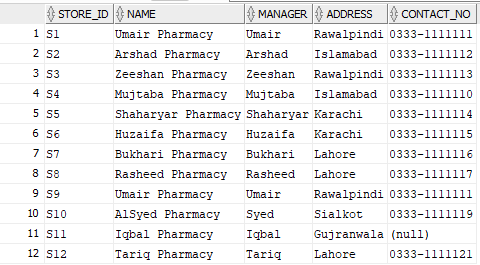 STORE_ID NAME MANAGER ADDRESS CONTACT_NO
1 S1 Umair Pharmacy Umair Rawalpindi 0333-1111111
2 S2 Arshad Pharmacy Arshad Islamabad 0333-1111112
3 S3 Zeeshan Pharmacy Zeeshan Rawalpindi 0333-1111113
4 S4 Mujtaba Pharmacy Mujtaba Islamabad 0333-1111110
5 S5 Shaharyar Pharmacy Shaharyar Karachi 0333-1111114
6 S6 Huzaifa Pharmacy Huzaifa Karachi 0333-1111115
7 S7 Bukhari Pharmacy Bukhari Lahore 0333-1111116
8 S8 Rasheed Pharmacy Rasheed Lahore 0333-1111117
9 S9 Umair Pharmacy Umair Rawalpindi 0333-1111111
10 S10 AlSyed Pharmacy Syed Sialkot 0333-1111119
11 S11 Iqbal Pharmacy Iqbal Gujranwala (null)
12 S12 Tariq Pharmacy Tariq Lahore 0333-1111121